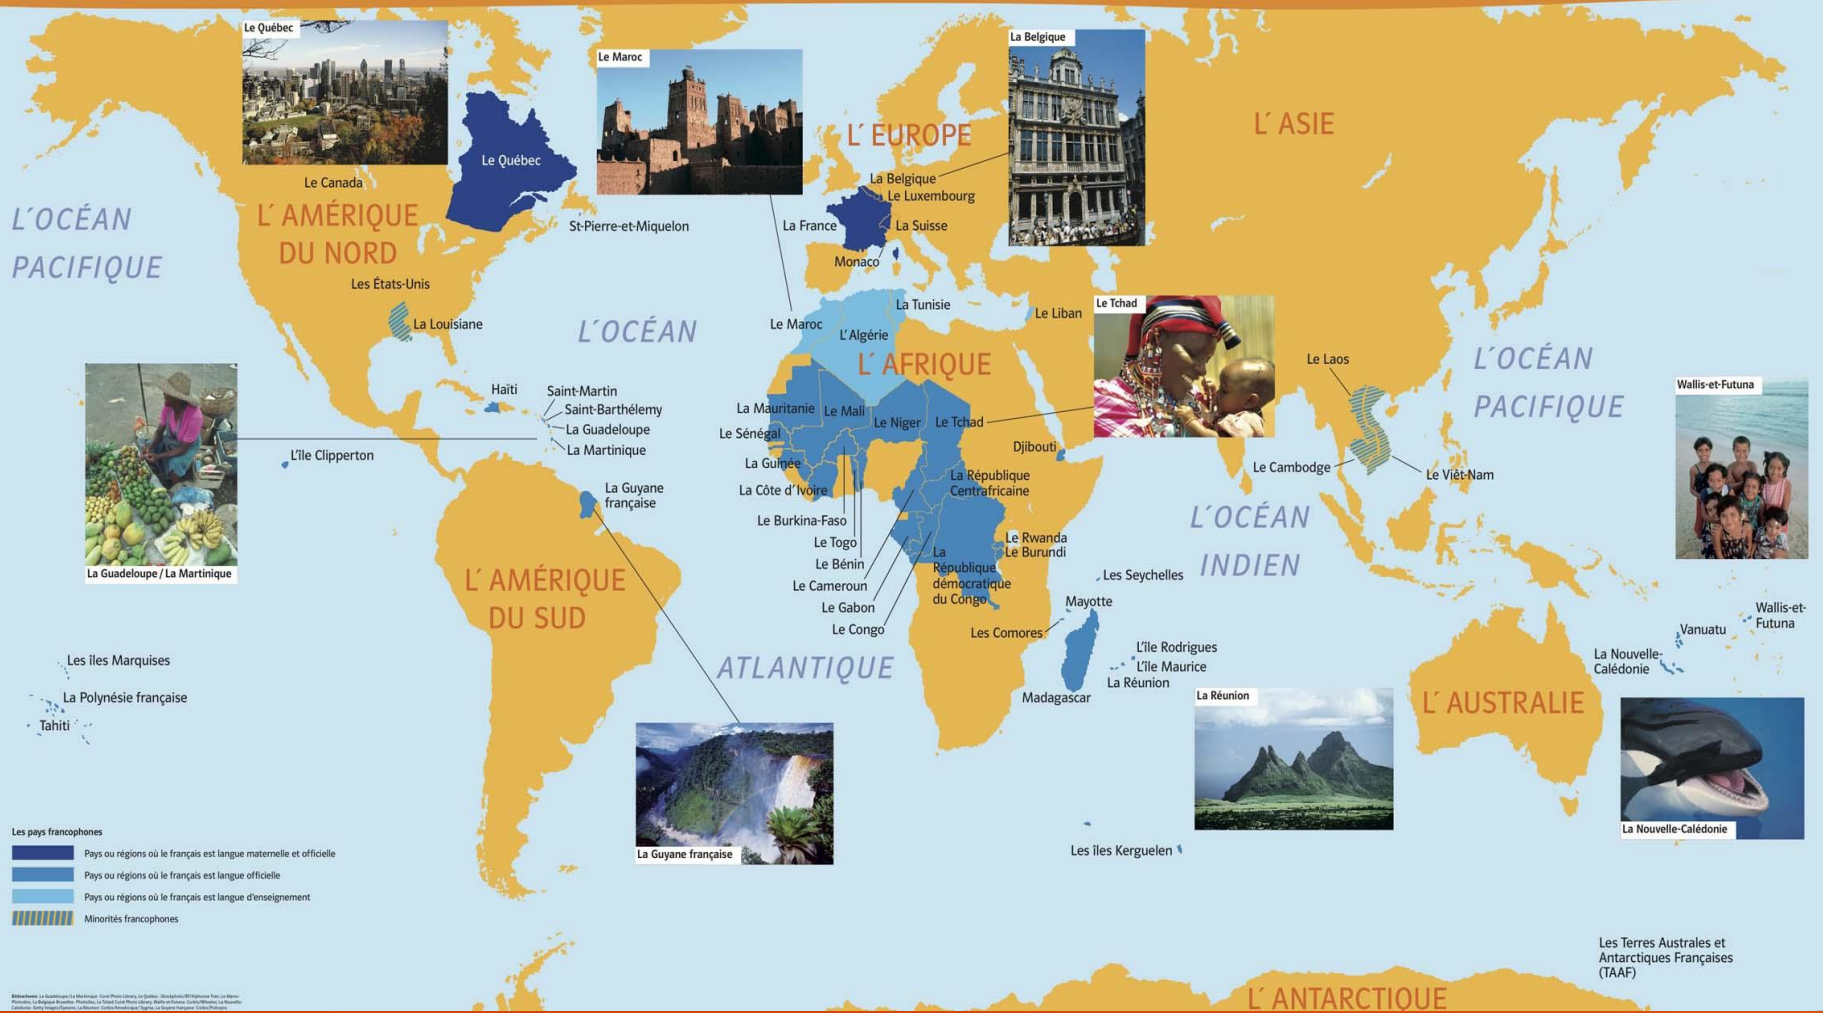 Le Québec
Le Maroc
La Belgique
L´ EUROPE
L´ ASIE
Le Québec
Le Canada
La Belgique
Le Luxembourg
L´OCÉAN
PACIFIQUE
L´ AMÉRIQUE
DU NORD
St-Pierre-et-Miquelon
La France
La Suisse
Monaco
Les États-Unis
La Louisiane
L´OCÉAN
La Tunisie
Le Maroc
L'Algérie
Le Liban
Le Tchad
L´ AFRIQUE
Le Laos
L´OCÉAN
PACIFIQUE
Wallis-et-Futuna
Haïti
Saint-Martin
Saint-Barthélemy
La Guadeloupe
La Martinique
L'île Clipperton
La Mauritanie
Le Mali
Le Niger
Le Tchad
Le Sénégal
Djibouti
La Guinée
La République
Centrafricaine
La Côte d'Ivoire
Le Cambodge
Le Viêt-Nam
La Guyane
française
Le Burkina-Faso
Le Togo
Le Bénin
Le Cameroun
Le Gabon
Le Congo
Le Rwanda
Le Burundi
La
République
démocratique
du Congo
L´OCÉAN
INDIEN
La Guadeloupe / La Martinique
L´ AMÉRIQUE
DU SUD
Les Seychelles
Mayotte
Les Comores
Wallis-et-
Futuna
Vanuatu
La Nouvelle-
Calédonie
L'île Rodrigues
L'île Maurice
La Réunion
Madagascar
ATLANTIQUE
Les îles Marquises
La Polynésie française
Tahiti
La Réunion
L´ AUSTRALIE
La Guyane française
La Nouvelle-Calédonie
Les îles Kerguelen
Les pays francophones
Pays ou régions où le français est langue maternelle et officielle
Pays ou régions où le français est langue officielle
Pays ou régions où le français est langue d'enseignement
Minorités francophones
Les Terres Australes et
Antarctiques Françaises
(TAAF)
L´ ANTARCTIQUE